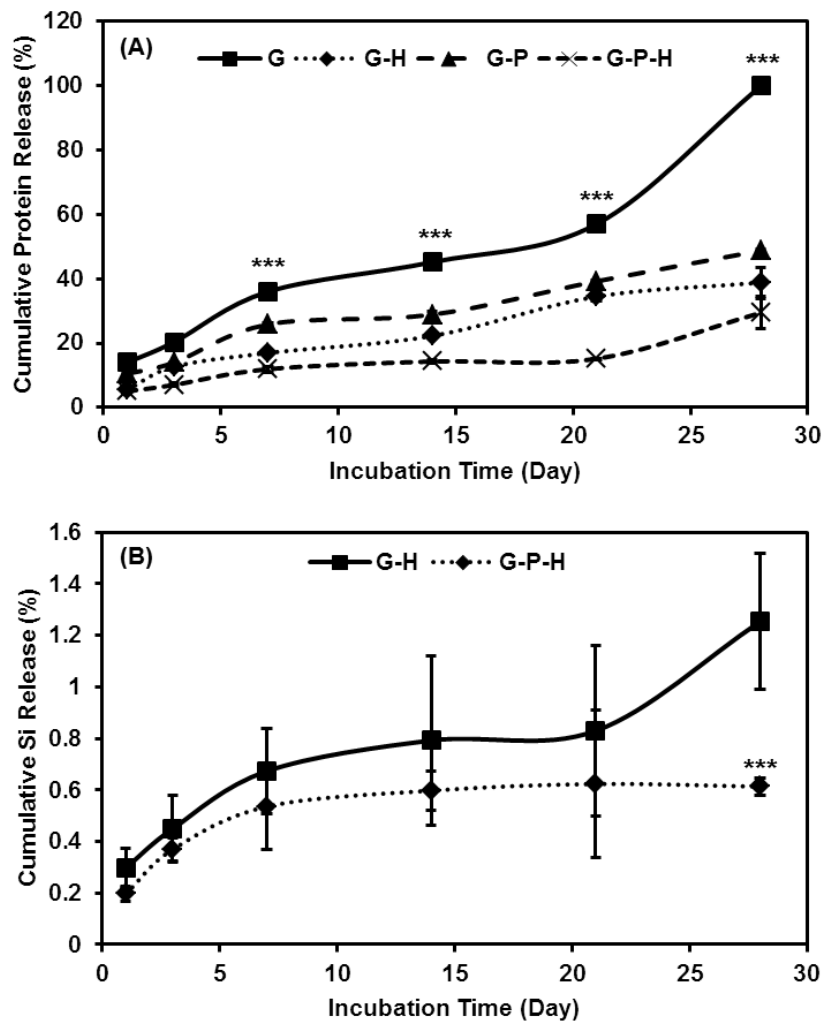 (A)
G G-H G-P G-P-H
Cumulative Protein Release (%)
120
100
80
60
40
20
0
***
***
***
***
0 5 10 15 20 25 30
Incubation Time (Day)
(B)
G-H G-P-H
Cumulative Si Release (%)
1.6
1.4
1.2
1
0.8
0.6
0.4
0.2
0
***
0 5 10 15 20 25 30
Incubation Time (Day)